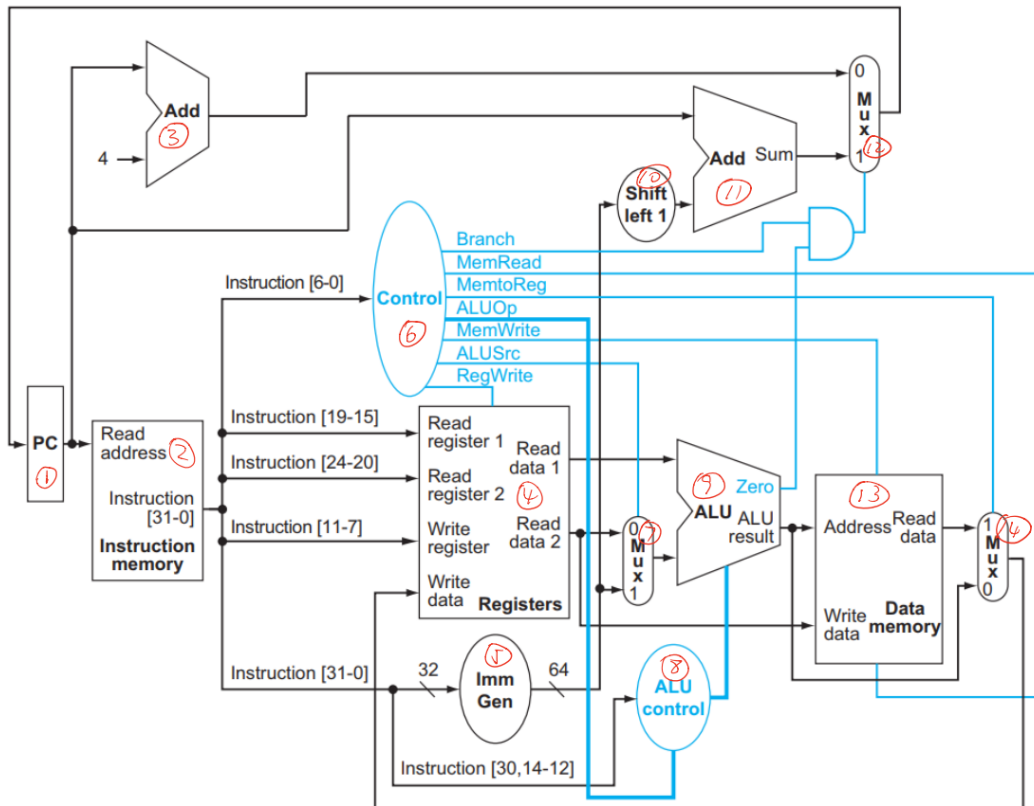 Add
③
4
0
Mux
1
⑫
Add
Sum
⑪
⑩
Shift
left 1
Branch
MemRead
MemtoReg
ALUOp
MemWrite
ALUSrc
RegWrite
Instruction [6-0]
Control
⑥
PC
①
Read
address
②
Instruction
[31-0]
Instruction
memory
Instruction [19-15]
Instruction [24-20]
Instruction [11-7]
Read
register 1
Read
register 2
Write
register
Write
data
Read
data 1
④
Read
data 2
Registers
0
Mux
1
⑦
⑨
Zero
ALU
ALU
result
⑬
Address
Read
data
Write
data
Data
memory
1
Mux
0
⑭
Instruction [31-0]
32
⑤
Imm
Gen
64
⑧
ALU
control
Instruction [30,14-12]